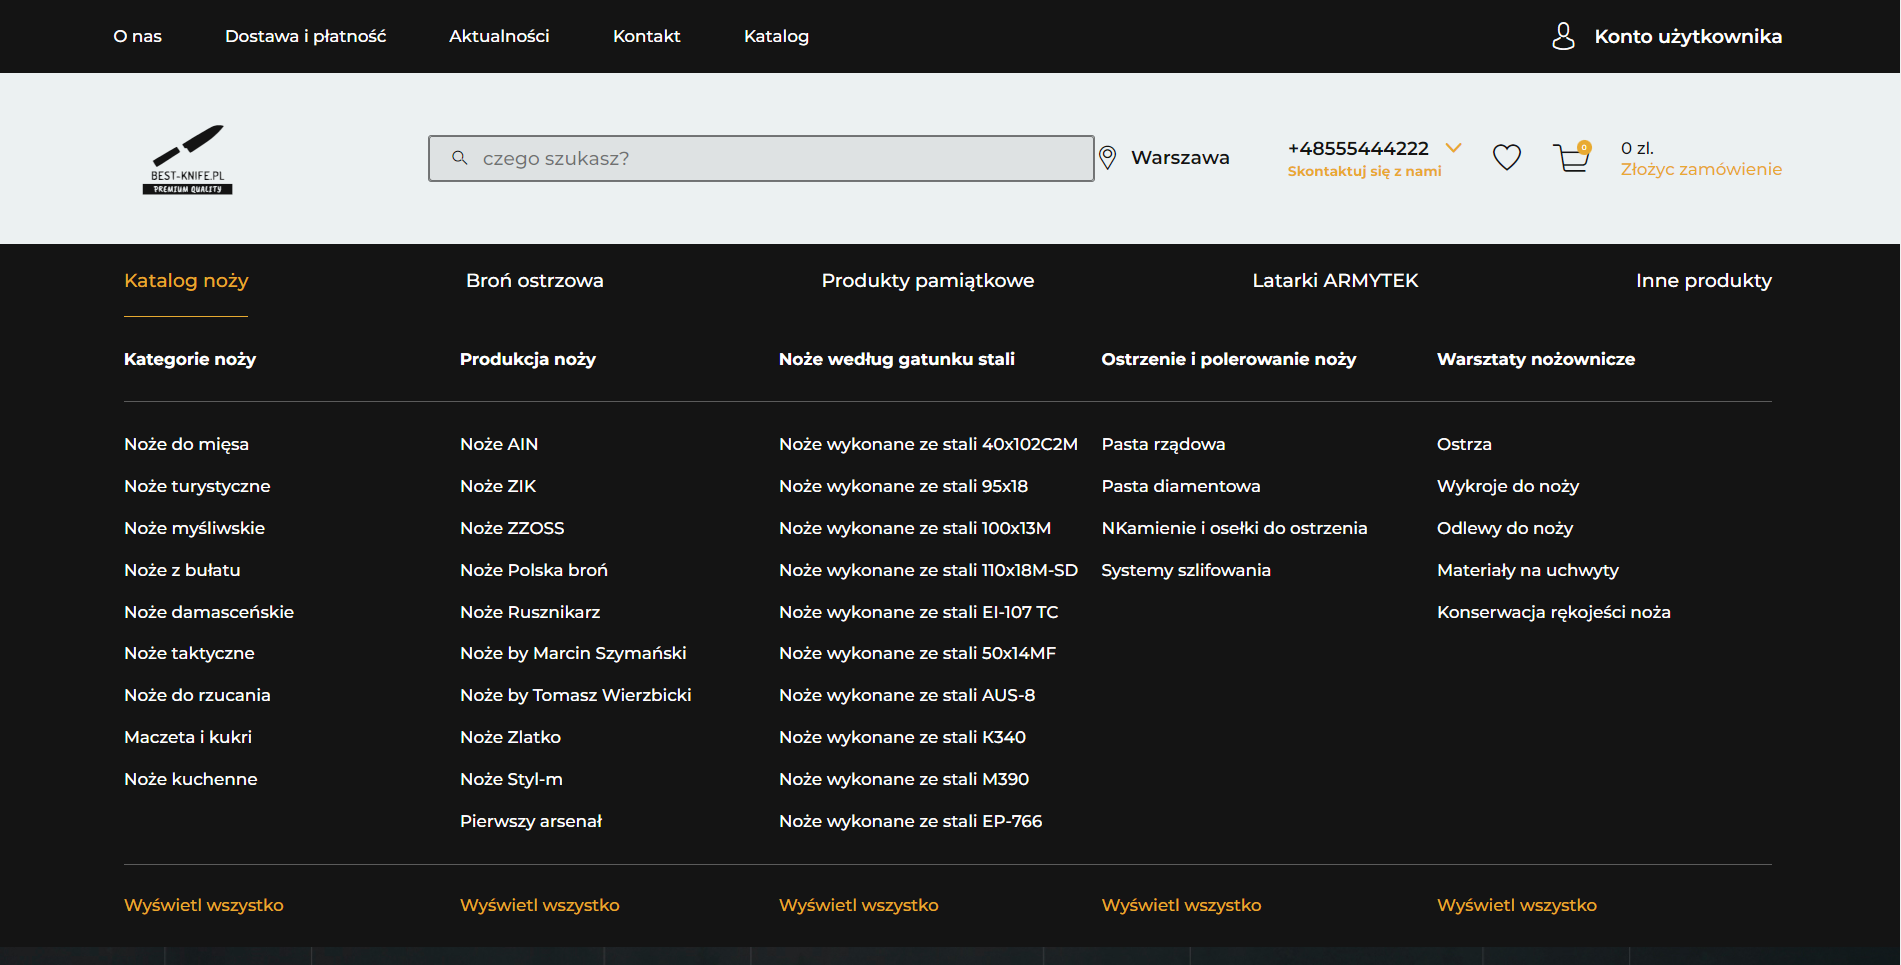 O nas
Dostawa i płatność
Aktualności
Kontakt
Katalog
Konto użytkownika
BEST-KNIFE.PL
PREMIUM QUALITY
czego szukasz?
Warszawa
+48555444222
Skontaktuj się z nami
0
0 zl.
Złożyc zamówienie
Katalog noży
Broń ostrzowa
Produkty pamiątkowe
Latarki ARMYTEK
Inne produkty
Kategorie noży
Noże do mięsa
Noże turystyczne
Noże myśliwskie
Noże z bułatu
Noże damasceńskie
Noże taktyczne
Noże do rzucania
Maczeta i kukri
Noże kuchenne
Wyświetl wszystko
Produkcja noży
Noże AIN
Noże ZIK
Noże ZZOSS
Noże Polska broń
Noże Rusznikarz
Noże by Marcin Szymański
Noże by Tomasz Wierzbicki
Noże Zlatko
Noże Styl-m
Pierwszy arsenał
Wyświetl wszystko
Noże według gatunku stali
Noże wykonane ze stali 40x102C2M
Noże wykonane ze stali 95x18
Noże wykonane ze stali 100x13M
Noże wykonane ze stali 110x18M-SD
Noże wykonane ze stali EI-107 TC
Noże wykonane ze stali 50x14MF
Noże wykonane ze stali AUS-8
Noże wykonane ze stali K340
Noże wykonane ze stali M390
Noże wykonane ze stali EP-766
Wyświetl wszystko
Ostrzenie i polerowanie noży
Pasta rządowa
Pasta diamentowa
NKamienie i osełki do ostrzenia
Systemy szlifowania
Wyświetl wszystko
Warsztaty nożownicze
Ostrza
Wykroje do noży
Odlewy do noży
Materiały na uchwyty
Konserwacja rękojeści noża
Wyświetl wszystko